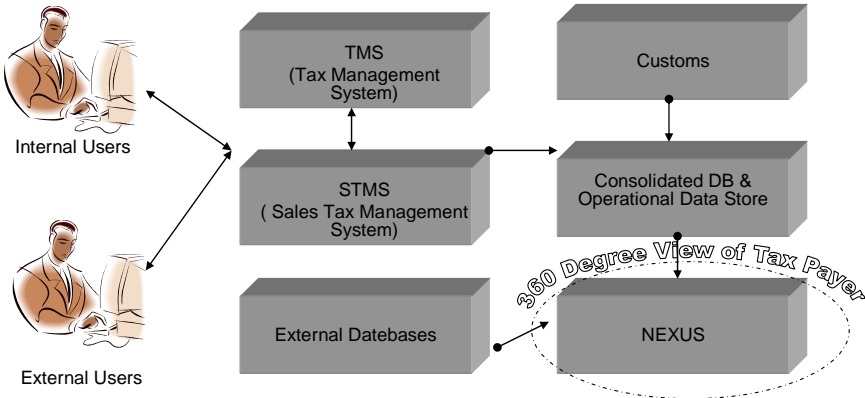 TMS
(Tax Management
System)
Customs
Internal Users
STMS
( Sales Tax Management
System)
Consolidated DB &
Operational Data Store
360 Degree View of Tax Payer
External Datebases
NEXUS
External Users